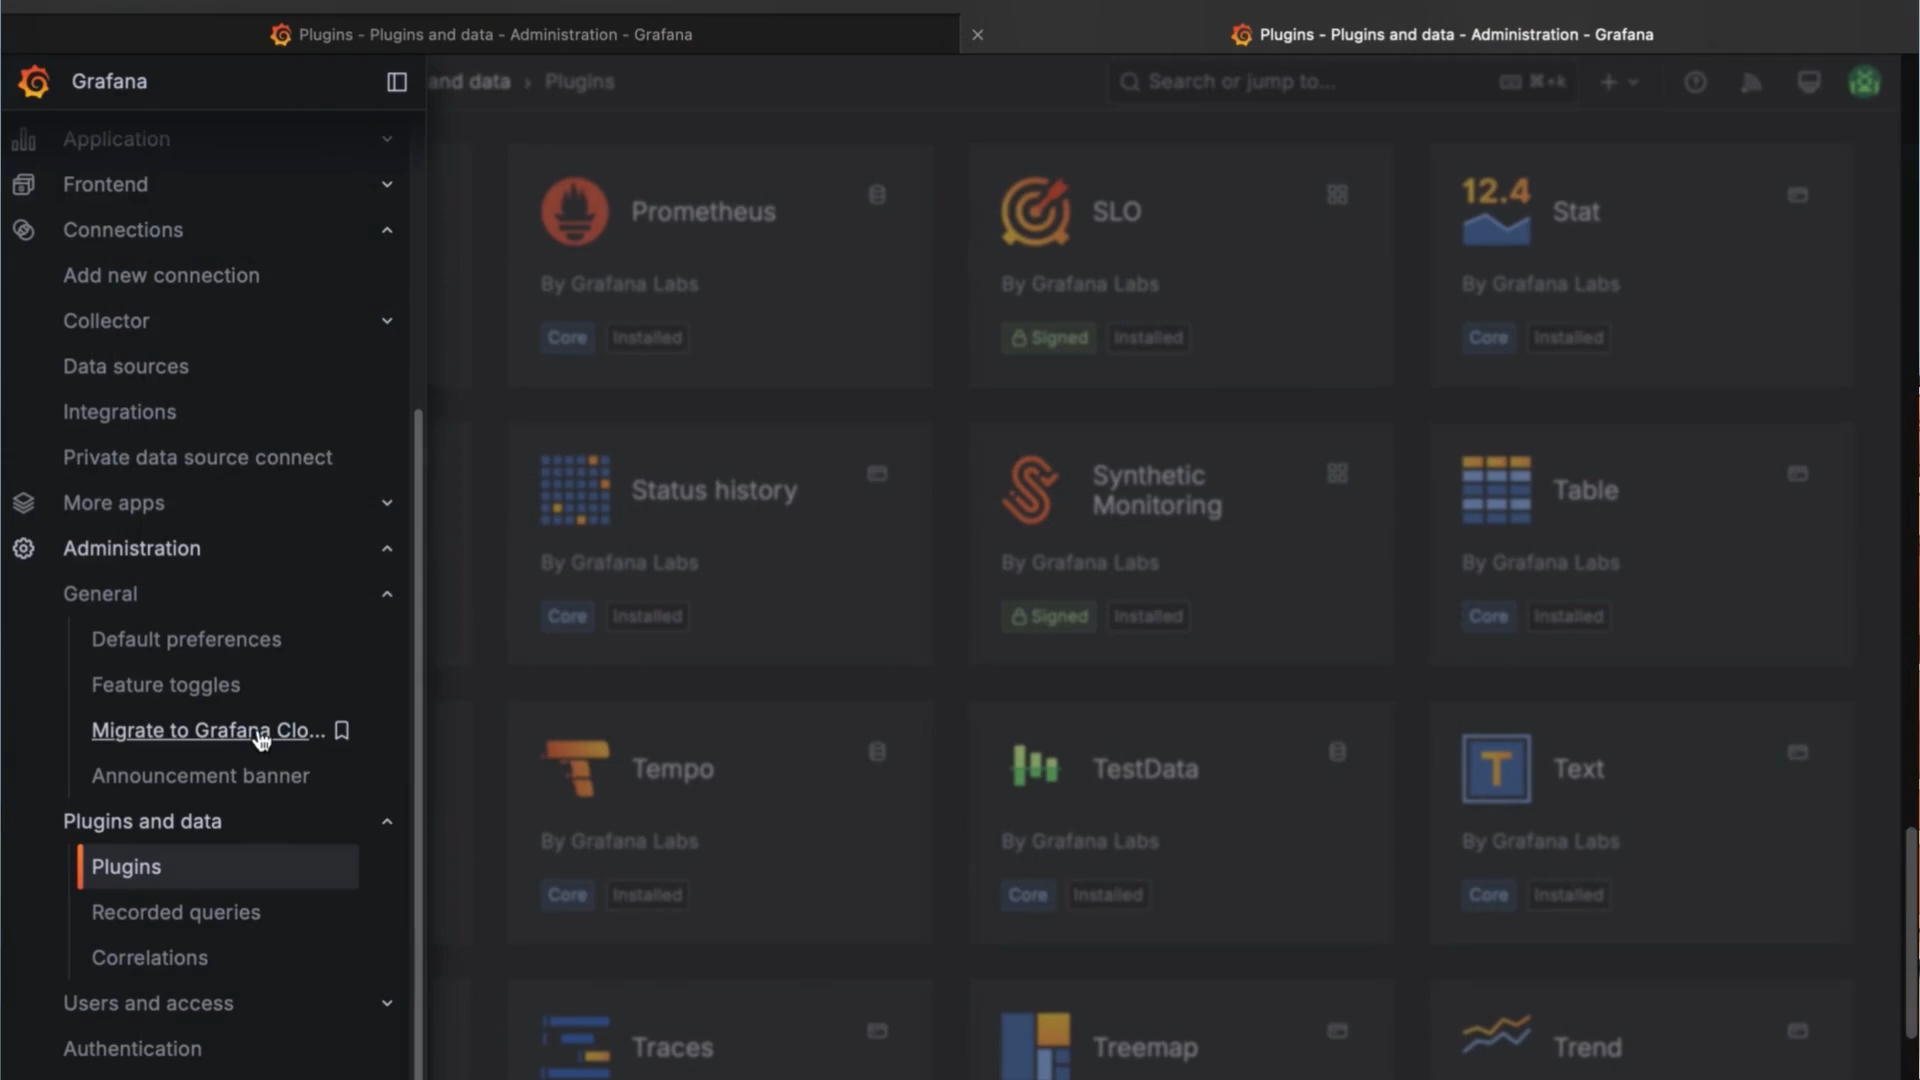 Plugins - Plugins and data - Administration - Grafana
Plugins - Plugins and data - Administration - Grafana
Grafana
and data › Plugins
Search or jump to...
⌘+k
Application
Frontend
Connections
Add new connection
Collector
Data sources
Integrations
Private data source connect
More apps
Administration
General
Default preferences
Feature toggles
Migrate to Grafana Clo...
Announcement banner
Plugins and data
Plugins
Recorded queries
Correlations
Users and access
Authentication
Prometheus
By Grafana Labs
Core Installed
SLO
By Grafana Labs
Signed Installed
12.4
Stat
By Grafana Labs
Core Installed
Status history
By Grafana Labs
Core Installed
Synthetic
Monitoring
By Grafana Labs
Signed Installed
Table
By Grafana Labs
Core Installed
Tempo
By Grafana Labs
Core Installed
TestData
By Grafana Labs
Core Installed
T
Text
By Grafana Labs
Core Installed
Traces
Treemap
Trend